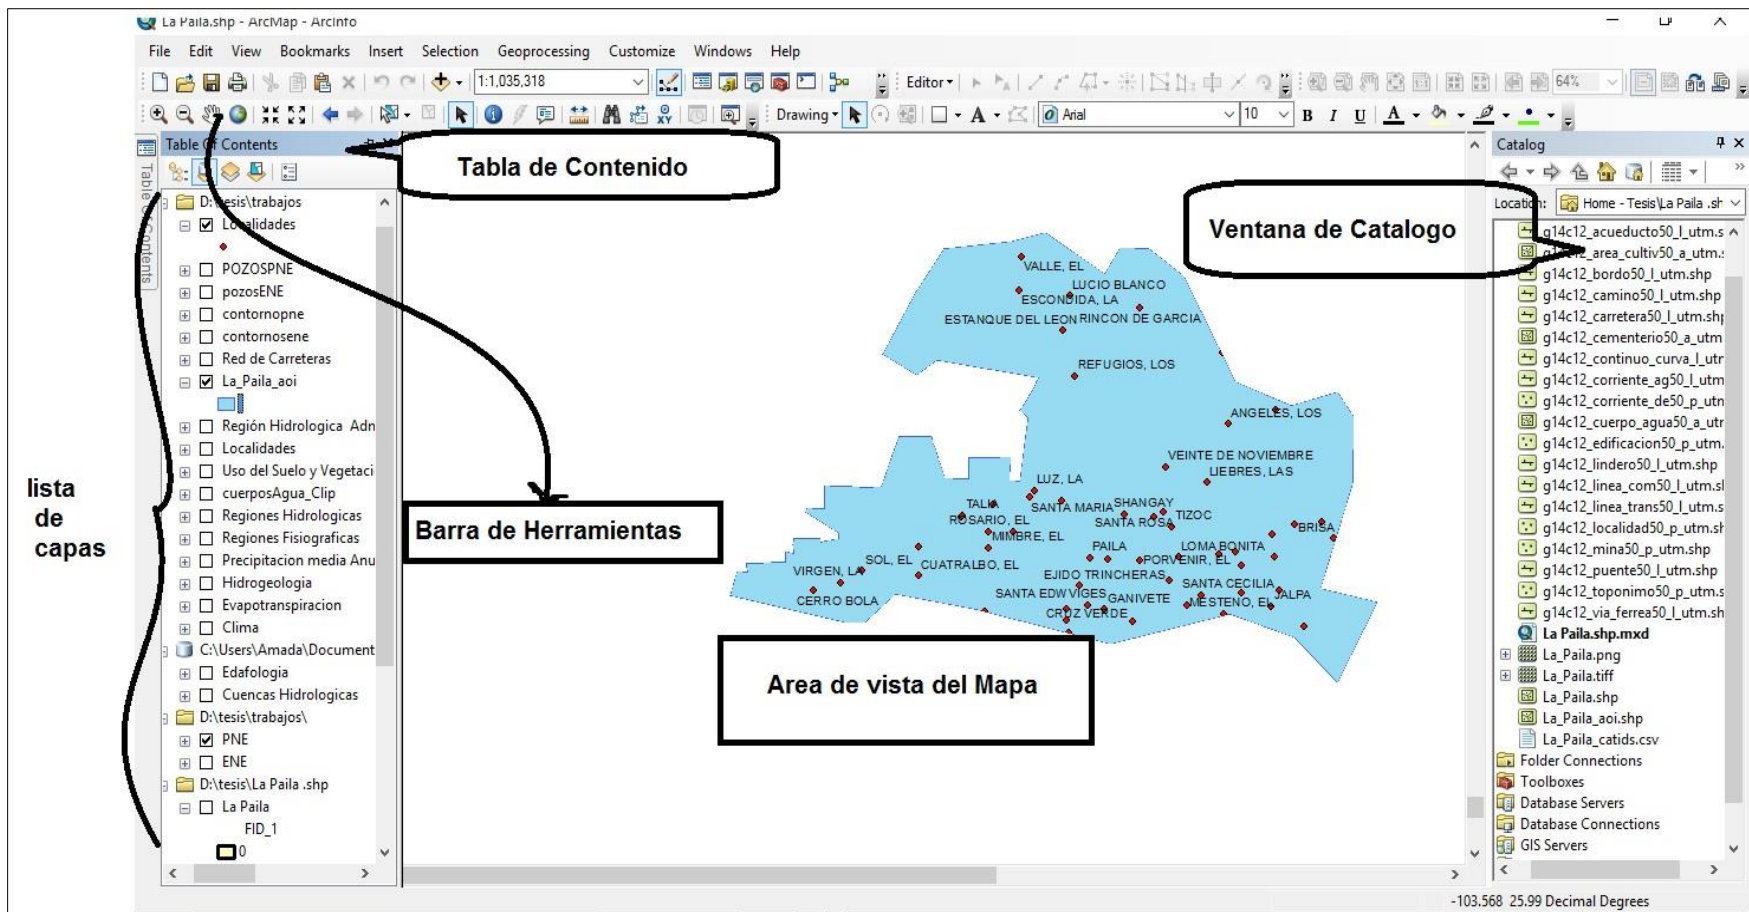 La Paila.shp - ArcMap - ArcInfo
File Edit View Bookmarks Insert Selection Geoprocessing Customize Windows Help
1:1,035,318
Editor
64%
Drawing
Arial
10
B I U A
Table Of Contents
Table Of Contents
Tabla de Contenido
D:\tesis\trabajos
Localidades
POZOSPNE
pozosENE
contornopne
contornosene
Red de Carreteras
La_Paila_aoi
Región Hidrologica Adn
Localidades
Uso del Suelo y Vegetaci
cuerposAgua_Clip
Regiones Hidrologicas
Regiones Fisiograficas
Precipitacion media Anu
Hidrogeologia
Evapotranspiracion
Clima
C:\Users\Amada\Document
Edafologia
Cuencas Hidrologicas
D:\tesis\trabajos\
PNE
ENE
D:\tesis\La Paila .shp
La Paila
FID_1
0
lista
de
capas
Barra de Herramientas
Area de vista del Mapa
Ventana de Catalogo
VALLE, EL
LUCIO BLANCO
ESCONDIDA, LA
ESTANQUE DEL LEON RINCON DE GARCIA
REFUGIOS, LOS
ANGELES, LOS
VEINTE DE NOVIEMBRE
LIEBRES, LAS
LUZ, LA
TALIA
SANTA MARIA SHANGAY
ROSARIO, EL
SANTA ROSA TIZOC
MIMBRE, EL
BRISA
PAILA
LOMA BONITA
SOL, EL
CUATRALBO, EL
PORVENIR, EL
VIRGEN, LA
EJIDO TRINCHERAS
SANTA CECILIA
SANTA EDWVIGES GANIVETE
CERRO BOLA
MESTENO, EL JALPA
CRUZ VERDE
Catalog
Location: Home - Tesis\La Paila .sh
g14c12_acueducto50_l_utm.s
g14c12_area_cultiv50_a_utm.s
g14c12_bordo50_l_utm.shp
g14c12_camino50_l_utm.shp
g14c12_carretera50_l_utm.shp
g14c12_cementerio50_a_utm
g14c12_continuo_curva_l_utm
g14c12_corriente_ag50_l_utm
g14c12_corriente_de50_p_utm
g14c12_cuerpo_agua50_a_utr
g14c12_edificacion50_p_utm.
g14c12_lindero50_l_utm.shp
g14c12_linea_com50_l_utm.sl
g14c12_linea_trans50_l_utm.s
g14c12_localidad50_p_utm.sh
g14c12_mina50_p_utm.shp
g14c12_puente50_l_utm.shp
g14c12_toponimo50_p_utm.s
g14c12_via_ferrea50_l_utm.sh
La Paila.shp.mxd
La_Paila.png
La_Paila.tiff
La_Paila.shp
La_Paila_aoi.shp
La_Paila_catids.csv
Folder Connections
Toolboxes
Database Servers
Database Connections
GIS Servers
-103.568 25.99 Decimal Degrees